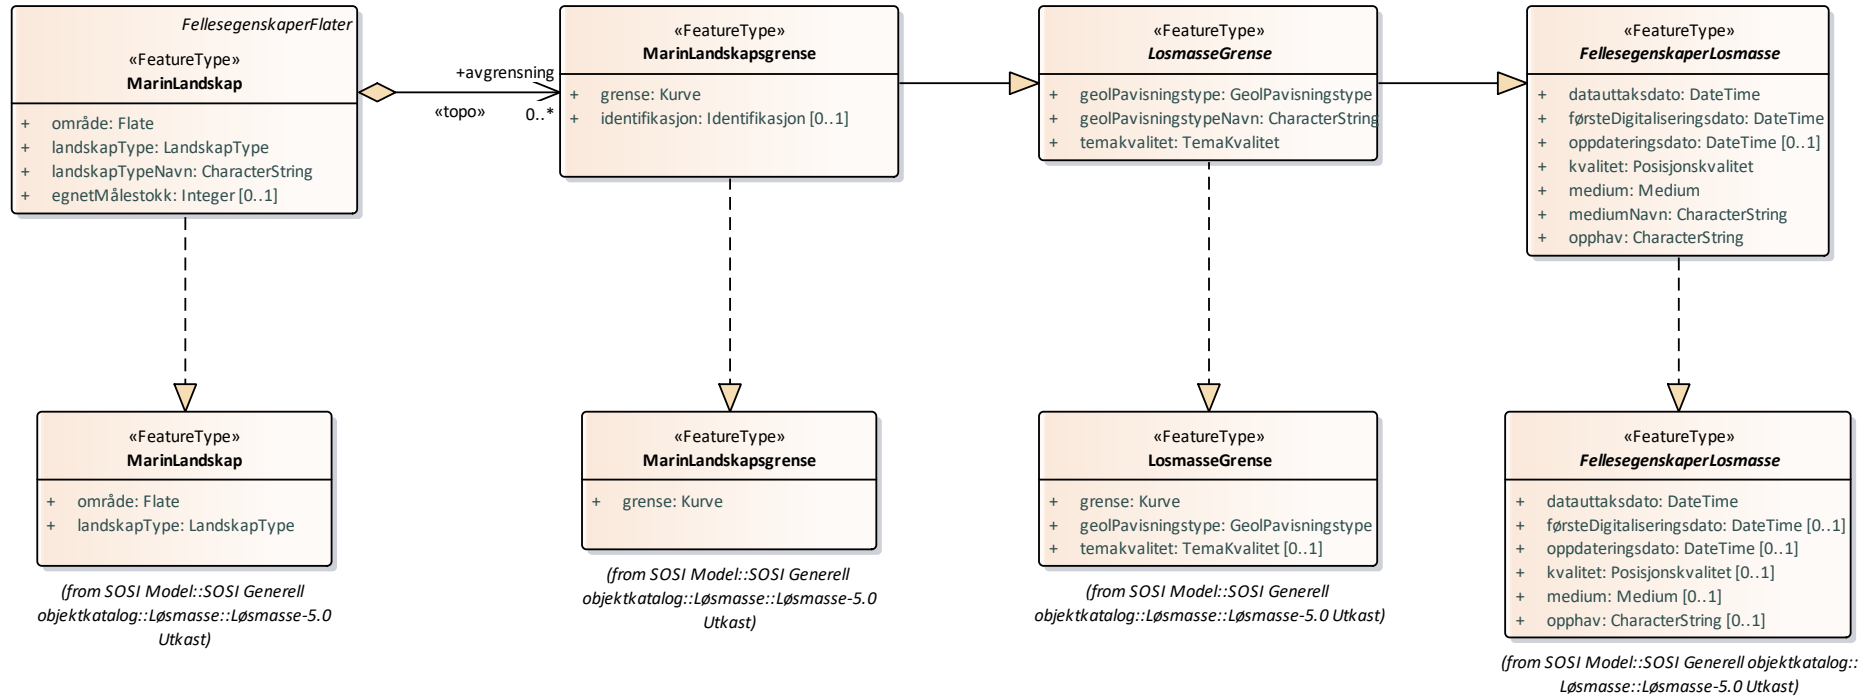 FellesegenskaperFlater
«FeatureType»
MarinLandskap
+ område: Flate
+ landskapType: LandskapType
+ landskapTypeNavn: CharacterString
+ egnetMålestokk: Integer [0..1]
+avgrensning
«topo»
0..*
«FeatureType»
MarinLandskapsgrense
+ grense: Kurve
+ identifikasjon: Identifikasjon [0..1]
«FeatureType»
LosmasseGrense
+ geolPavisningstype: GeolPavisningstype
+ geolPavisningstypeNavn: CharacterString
+ temakvalitet: TemaKvalitet
«FeatureType»
FellesegenskaperLosmasse
+ datauttaksdato: DateTime
+ førsteDigitaliseringsdato: DateTime
+ oppdateringsdato: DateTime [0..1]
+ kvalitet: Posisjonskvalitet
+ medium: Medium
+ mediumNavn: CharacterString
+ opphav: CharacterString
«FeatureType»
MarinLandskap
+ område: Flate
+ landskapType: LandskapType
(from SOSI Model::SOSI Generell
objektkatalog::Løsmasse::Løsmasse-5.0
Utkast)
«FeatureType»
MarinLandskapsgrense
+ grense: Kurve
(from SOSI Model::SOSI Generell
objektkatalog::Løsmasse::Løsmasse-5.0
Utkast)
«FeatureType»
LosmasseGrense
+ grense: Kurve
+ geolPavisningstype: GeolPavisningstype
+ temakvalitet: TemaKvalitet [0..1]
(from SOSI Model::SOSI Generell
objektkatalog::Løsmasse::Løsmasse-5.0 Utkast)
«FeatureType»
FellesegenskaperLosmasse
+ datauttaksdato: DateTime
+ førsteDigitaliseringsdato: DateTime [0..1]
+ oppdateringsdato: DateTime [0..1]
+ kvalitet: Posisjonskvalitet [0..1]
+ medium: Medium [0..1]
+ opphav: CharacterString [0..1]
(from SOSI Model::SOSI Generell objektkatalog::
Løsmasse::Løsmasse-5.0 Utkast)